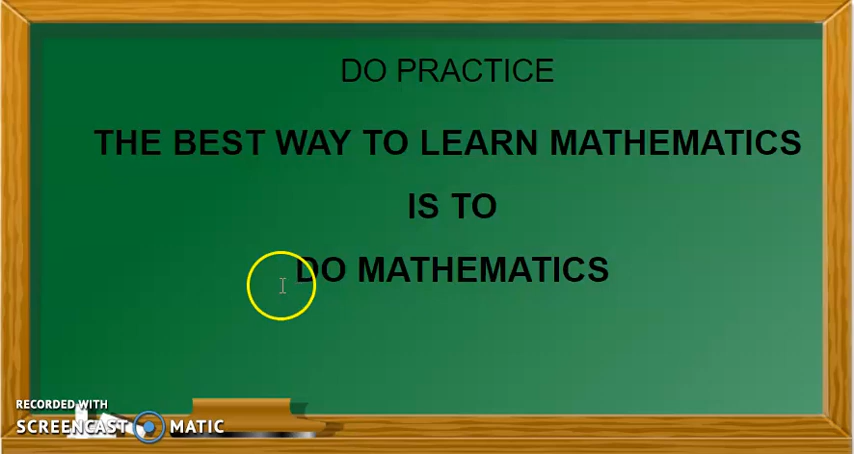 DO PRACTICE
THE BEST WAY TO LEARN MATHEMATICS
IS TO
DO MATHEMATICS
RECORDED WITH
SCREENCAST MATIC